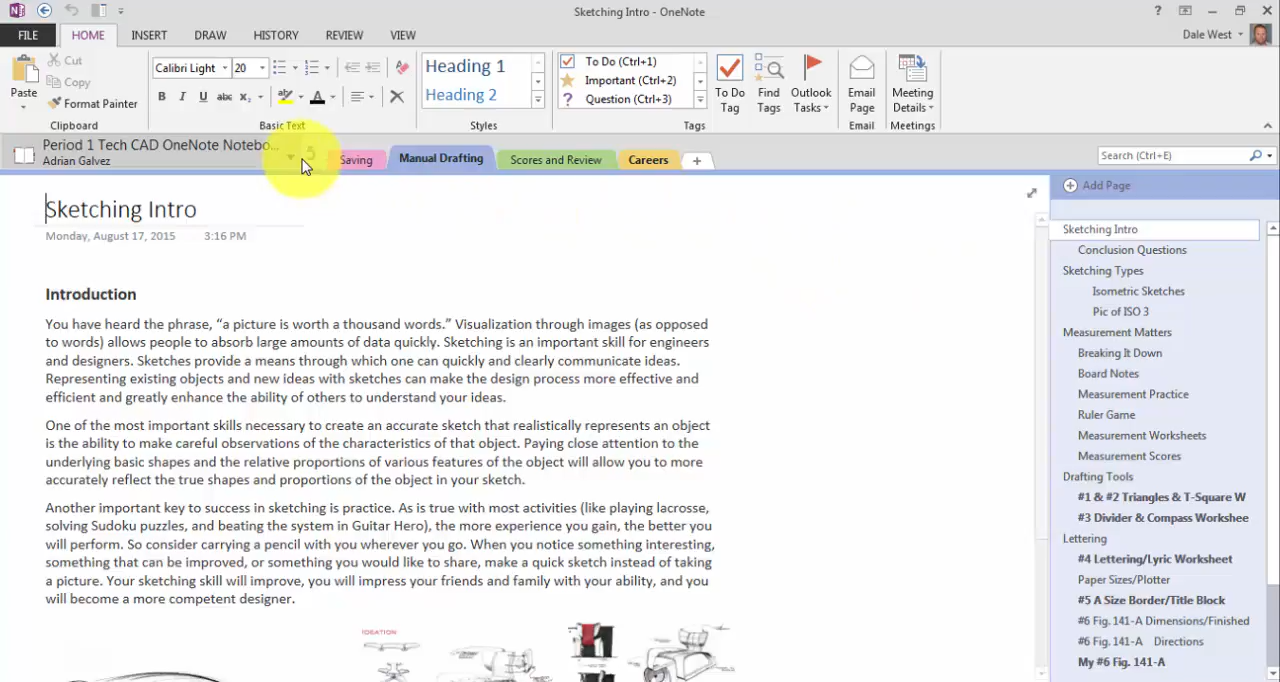 Sketching Intro - OneNote
FILE HOME INSERT DRAW HISTORY REVIEW VIEW
Dale West
Paste
Cut
Copy
Format Painter
Clipboard
Calibri Light 20
B I U abc x₂ A
Basic Text
Heading 1
Heading 2
Styles
To Do (Ctrl+1)
Important (Ctrl+2)
Question (Ctrl+3)
To Do Tag
Find Tags
Outlook Tasks
Tags
Email Page
Email
Meeting Details
Meetings
Period 1 Tech CAD OneNote Notebo...
Adrian Galvez
Saving
Manual Drafting
Scores and Review
Careers
Search (Ctrl+E)
Sketching Intro
Monday, August 17, 2015 3:16 PM
Introduction
You have heard the phrase, “a picture is worth a thousand words.” Visualization through images (as opposed
to words) allows people to absorb large amounts of data quickly. Sketching is an important skill for engineers
and designers. Sketches provide a means through which one can quickly and clearly communicate ideas.
Representing existing objects and new ideas with sketches can make the design process more effective and
efficient and greatly enhance the ability of others to understand your ideas.
One of the most important skills necessary to create an accurate sketch that realistically represents an object
is the ability to make careful observations of the characteristics of that object. Paying close attention to the
underlying basic shapes and the relative proportions of various features of the object will allow you to more
accurately reflect the true shapes and proportions of the object in your sketch.
Another important key to success in sketching is practice. As is true with most activities (like playing lacrosse,
solving Sudoku puzzles, and beating the system in Guitar Hero), the more experience you gain, the better you
will perform. So consider carrying a pencil with you wherever you go. When you notice something interesting,
something that can be improved, or something you would like to share, make a quick sketch instead of taking
a picture. Your sketching skill will improve, you will impress your friends and family with your ability, and you
will become a more competent designer.
IDEATION
Add Page
Sketching Intro
Conclusion Questions
Sketching Types
Isometric Sketches
Pic of ISO 3
Measurement Matters
Breaking It Down
Board Notes
Measurement Practice
Ruler Game
Measurement Worksheets
Measurement Scores
Drafting Tools
#1 & #2 Triangles & T-Square W
#3 Divider & Compass Workshee
Lettering
#4 Lettering/Lyric Worksheet
Paper Sizes/Plotter
#5 A Size Border/Title Block
#6 Fig. 141-A Dimensions/Finished
#6 Fig. 141-A Directions
My #6 Fig. 141-A